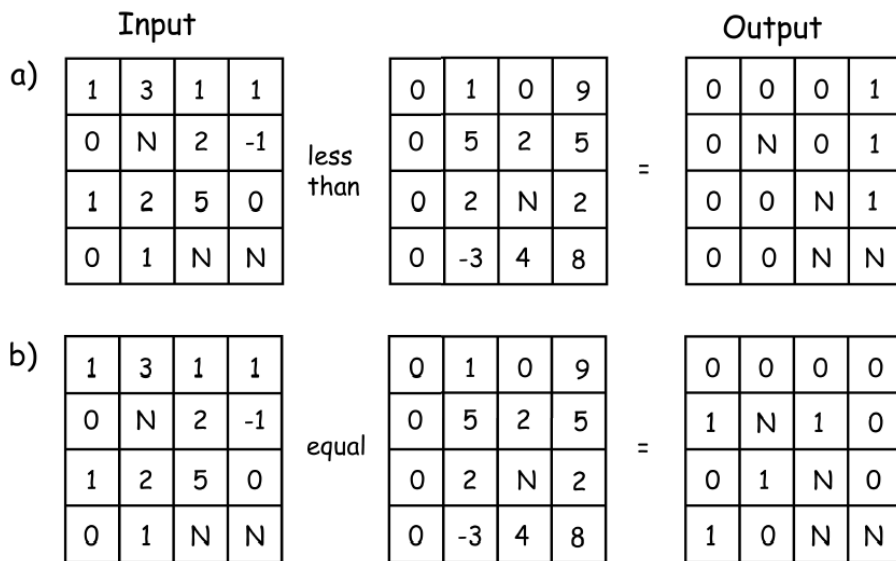 Input Output
a)
1 3 1 1 0 1 0 9 0 0 0 1
0 N 2 -1 0 5 2 5 0 N 0 1
less than =
1 2 5 0 0 2 N 2 0 0 N 1
0 1 N N 0 -3 4 8 0 0 N N
b)
1 3 1 1 0 1 0 9 0 0 0 0
0 N 2 -1 0 5 2 5 1 N 1 0
equal =
1 2 5 0 0 2 N 2 0 1 N 0
0 1 N N 0 -3 4 8 1 0 N N